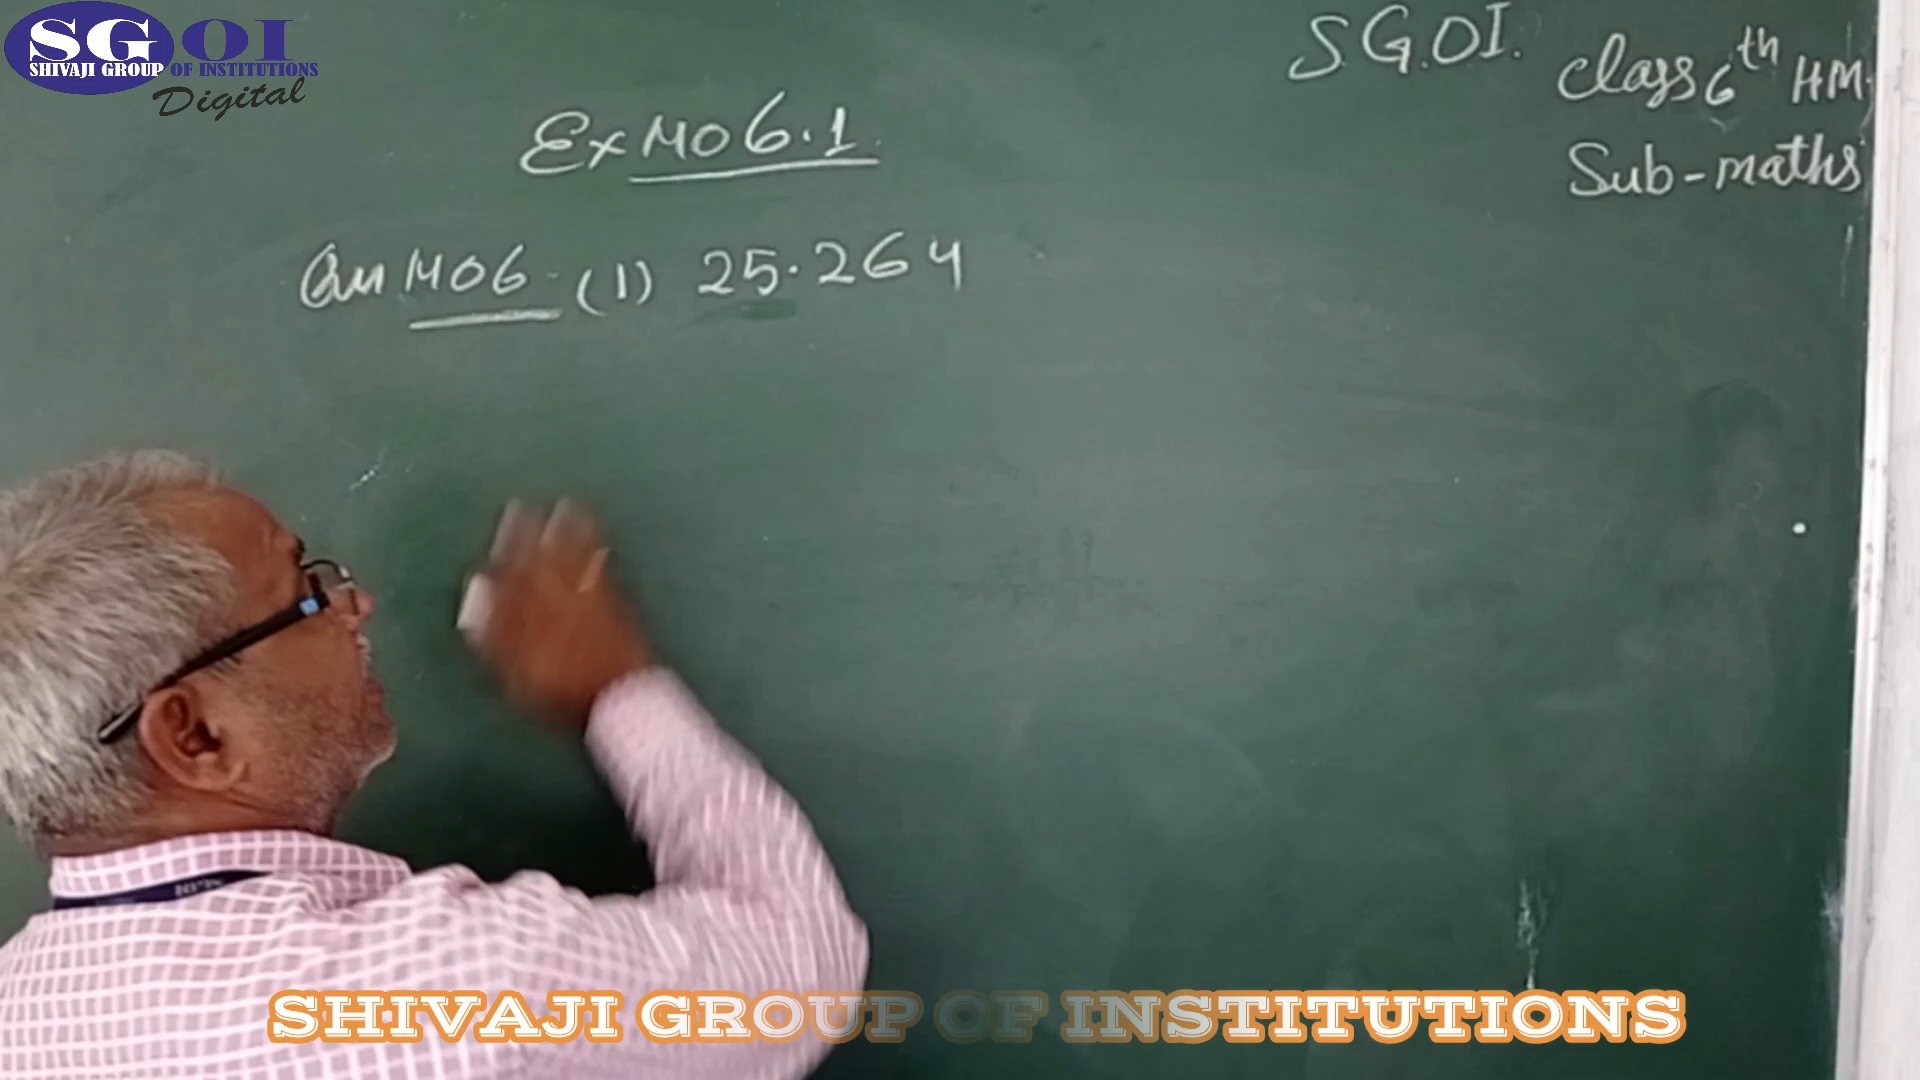 SGOI
SHIVAJI GROUP OF INSTITUTIONS
Digital
S.G.OI.
Class 6th HM.
Sub-maths
Ex No 6.1
Qu No 6. (1) 25.264
SHIVAJI GROUP OF INSTITUTIONS